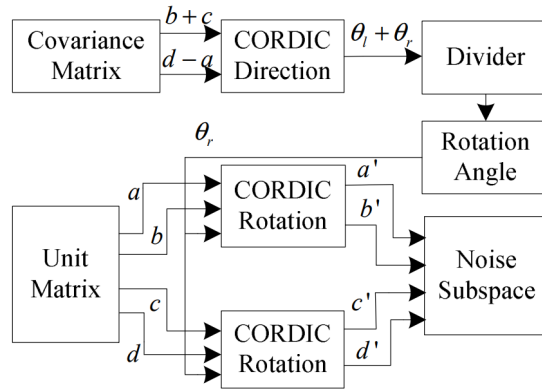 Covariance
Matrix
b + c
d − a
CORDIC
Direction
θl + θr
Divider
Rotation
Angle
θr
Unit
Matrix
a
b
c
d
CORDIC
Rotation
a'
b'
CORDIC
Rotation
c'
d'
Noise
Subspace